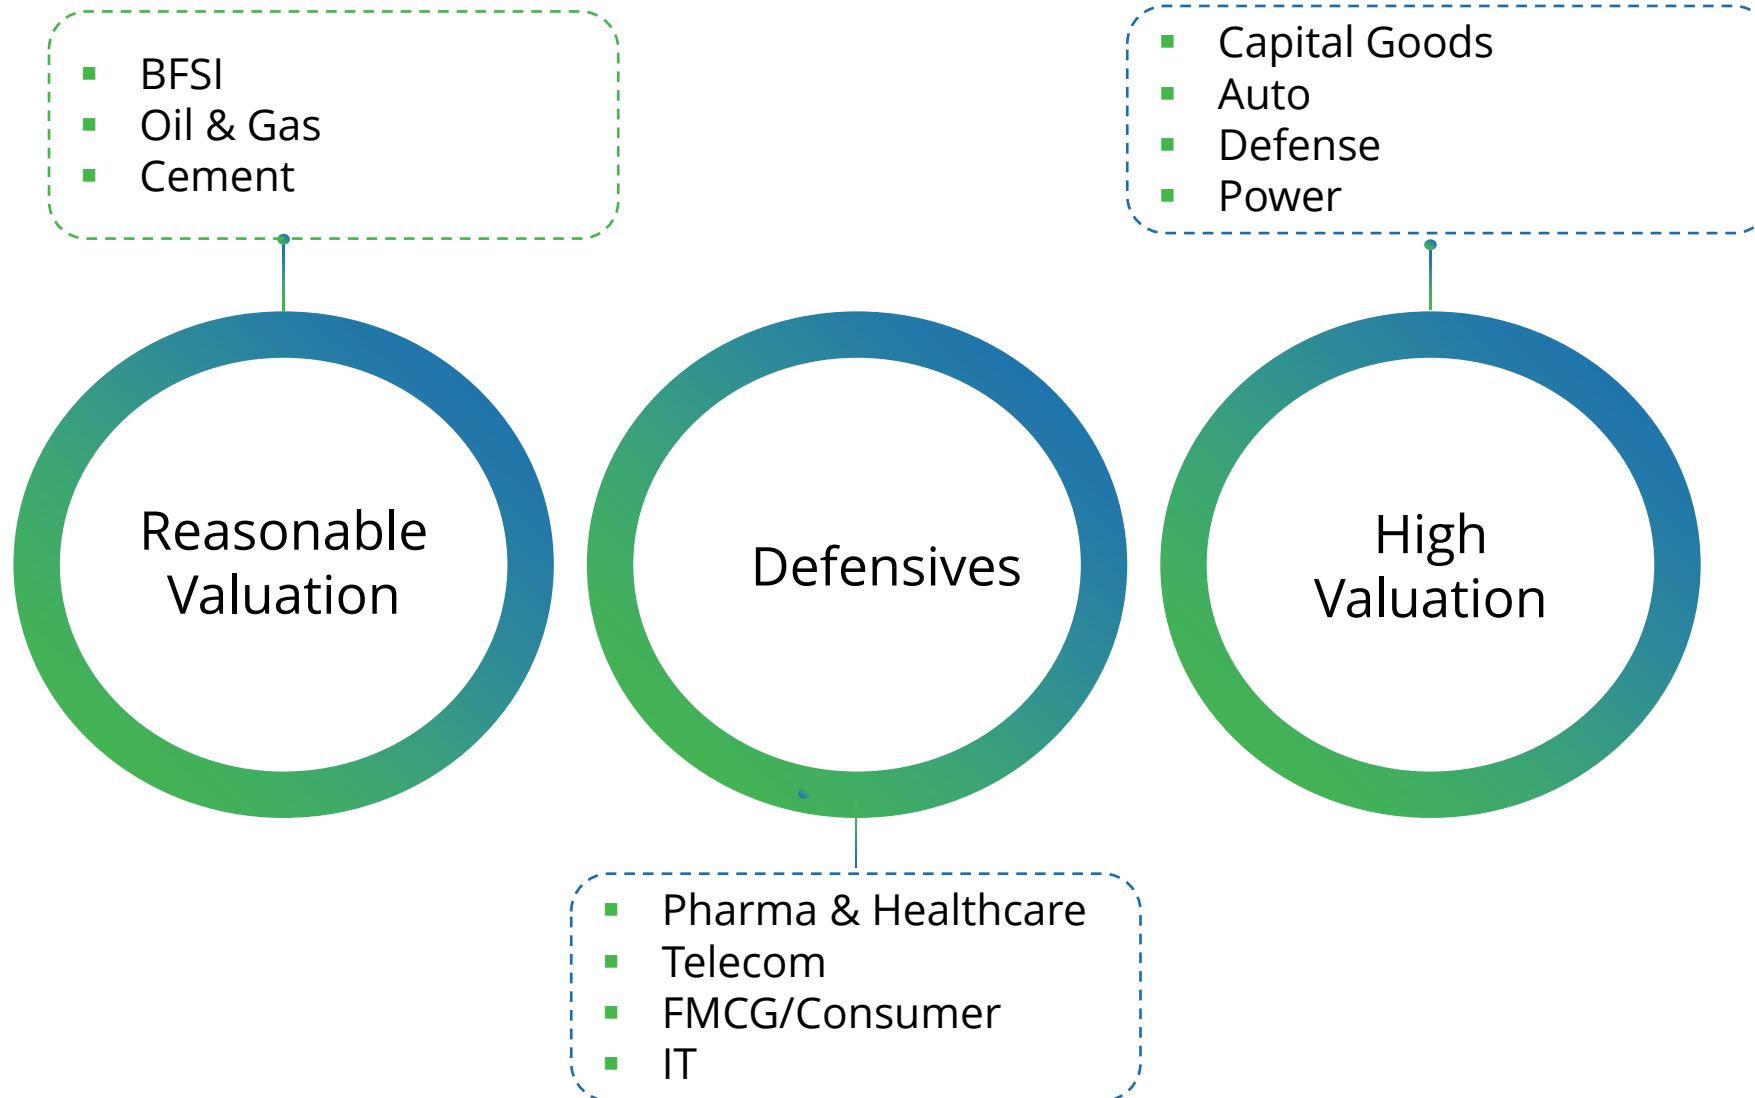 BFSI
Oil & Gas
Cement
Capital Goods
Auto
Defense
Power
Reasonable
Valuation
Defensives
High
Valuation
Pharma & Healthcare
Telecom
FMCG/Consumer
IT